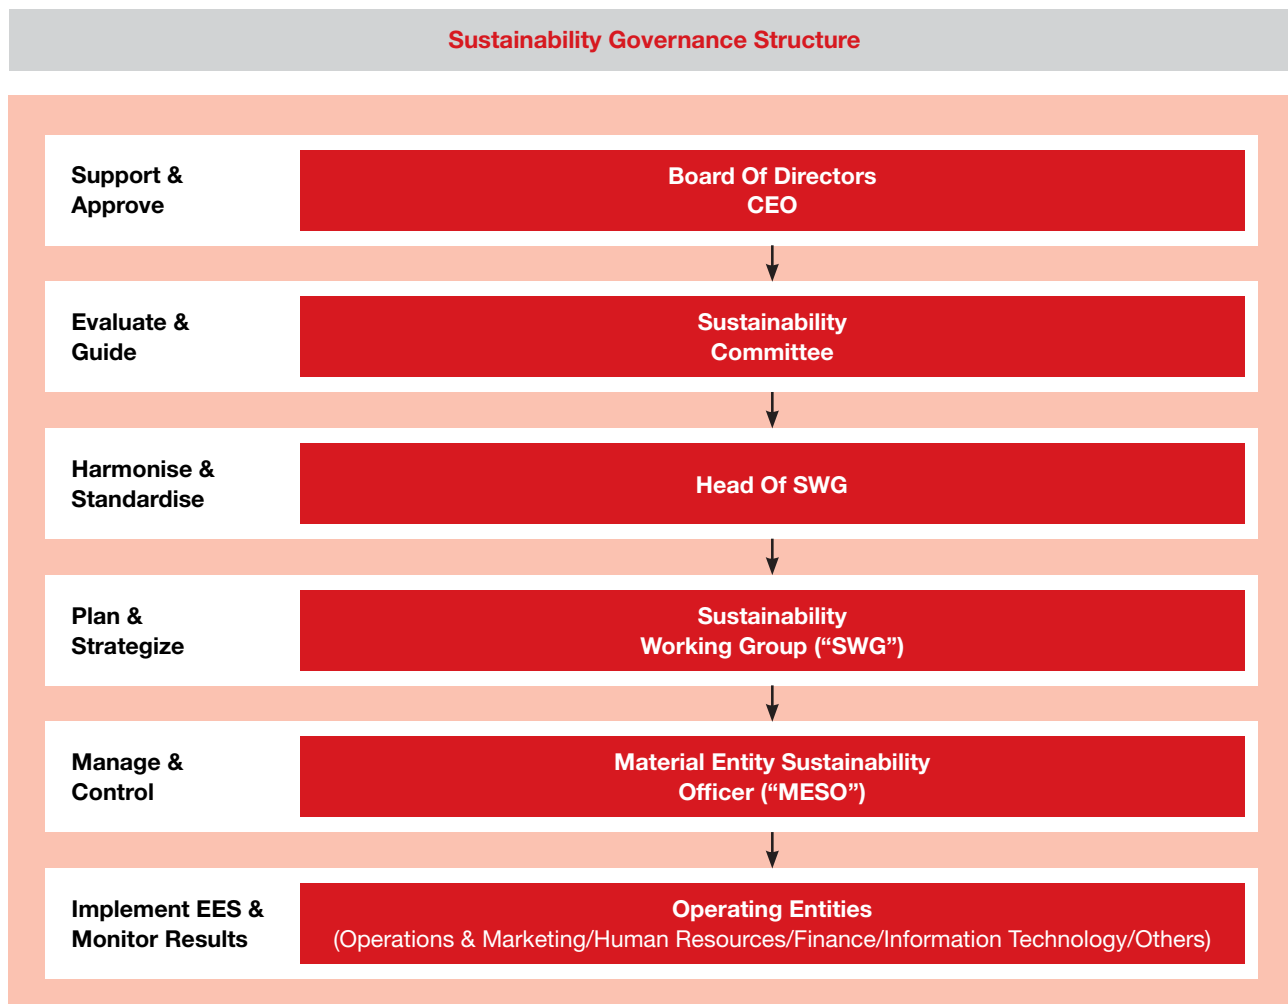 Sustainability Governance Structure
Support &
Approve
Board Of Directors
CEO
Evaluate &
Guide
Sustainability
Committee
Harmonise &
Standardise
Head Of SWG
Plan &
Strategize
Sustainability
Working Group (“SWG”)
Manage &
Control
Material Entity Sustainability
Officer (“MESO”)
Implement EES &
Monitor Results
Operating Entities
(Operations & Marketing/Human Resources/Finance/Information Technology/Others)